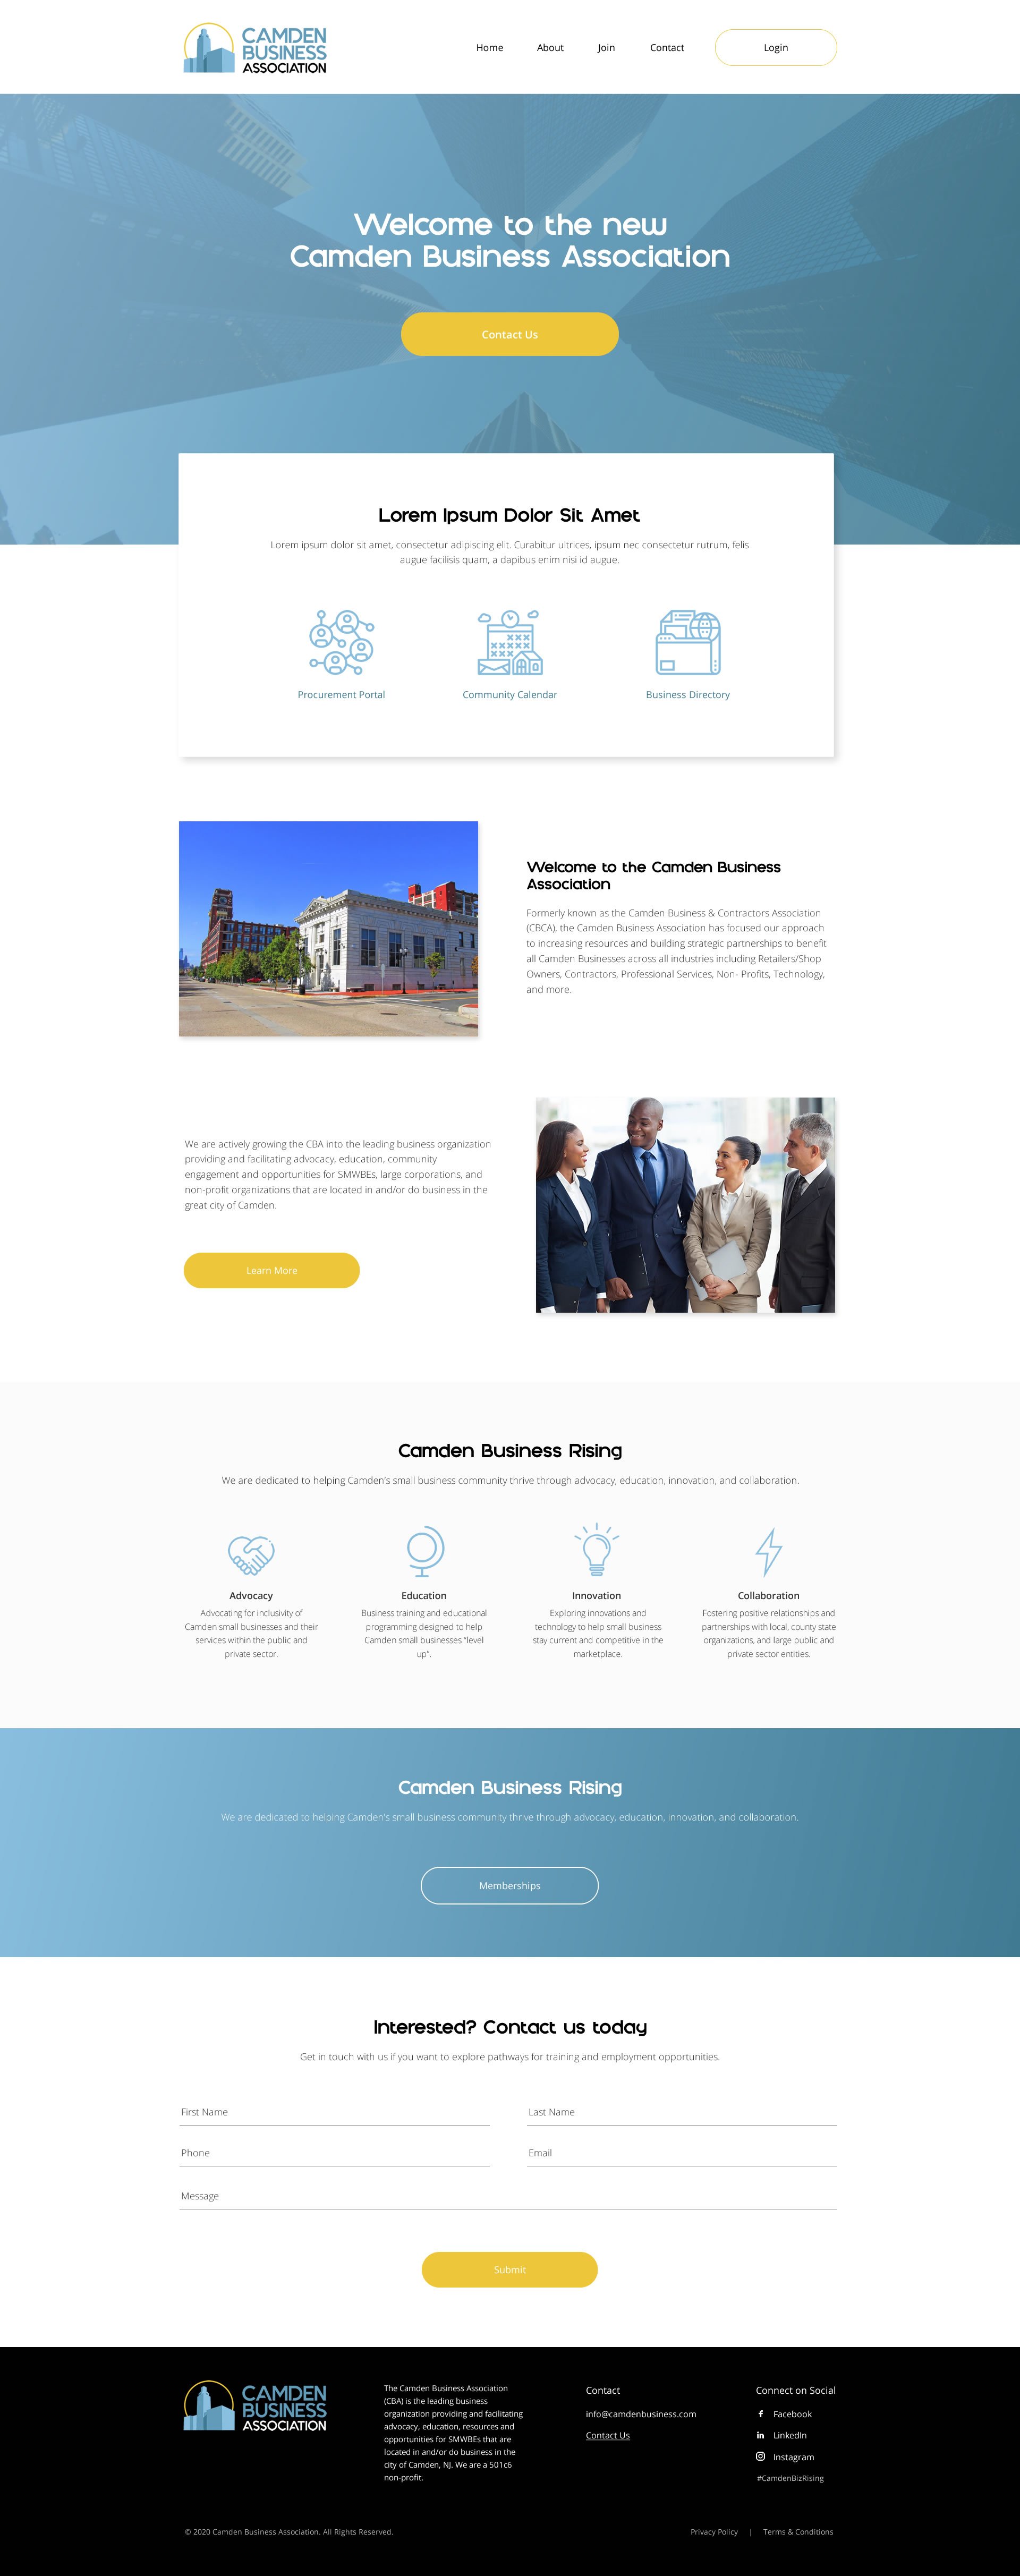 CAMDEN
BUSINESS
ASSOCIATION
Home
About
Join
Contact
Login
Welcome to the new
Camden Business Association
Contact Us
Lorem Ipsum Dolor Sit Amet
Lorem ipsum dolor sit amet, consectetur adipiscing elit. Curabitur ultrices, ipsum nec consectetur rutrum, felis
augue facilisis quam, a dapibus enim nisi id augue.
Procurement Portal
Community Calendar
Business Directory
Welcome to the Camden Business
Association
Formerly known as the Camden Business & Contractors Association
(CBCA), the Camden Business Association has focused our approach
to increasing resources and building strategic partnerships to benefit
all Camden Businesses across all industries including Retailers/Shop
Owners, Contractors, Professional Services, Non- Profits, Technology,
and more.
We are actively growing the CBA into the leading business organization
providing and facilitating advocacy, education, community
engagement and opportunities for SMWBEs, large corporations, and
non-profit organizations that are located in and/or do business in the
great city of Camden.
Learn More
Camden Business Rising
We are dedicated to helping Camden's small business community thrive through advocacy, education, innovation, and collaboration.
Advocacy
Advocating for inclusivity of
Camden small businesses and their
services within the public and
private sector.
Education
Business training and educational
programming designed to help
Camden small businesses “level
up”.
Innovation
Exploring innovations and
technology to help small business
stay current and competitive in the
marketplace.
Collaboration
Fostering positive relationships and
partnerships with local, county state
organizations, and large public and
private sector entities.
Camden Business Rising
We are dedicated to helping Camden's small business community thrive through advocacy, education, innovation, and collaboration.
Memberships
Interested? Contact us today
Get in touch with us if you want to explore pathways for training and employment opportunities.
First Name
Last Name
Phone
Email
Message
Submit
CAMDEN
BUSINESS
ASSOCIATION
The Camden Business Association
(CBA) is the leading business
organization providing and facilitating
advocacy, education, resources and
opportunities for SMWBEs that are
located in and/or do business in the
city of Camden, NJ. We are a 501c6
non-profit.
Contact
info@camdenbusiness.com
Contact Us
Connect on Social
Facebook
LinkedIn
Instagram
#CamdenBizRising
© 2020 Camden Business Association. All Rights Reserved.
Privacy Policy | Terms & Conditions